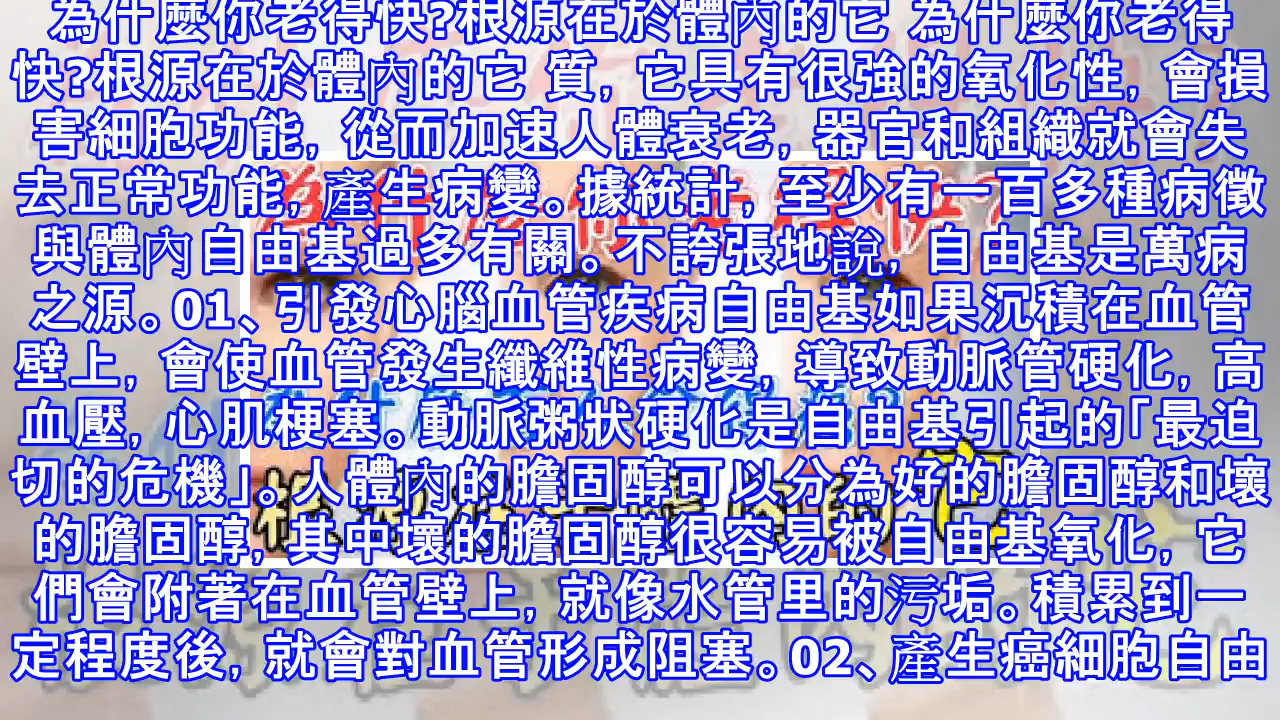 為什麼你老得快?根源在於體內的它 為什麼你老得
快?根源在於體內的它 質, 它具有很強的氧化性, 會損
害細胞功能, 從而加速人體衰老, 器官和組織就會失
去正常功能, 產生病變。據統計, 至少有一百多種病徵
與體內自由基過多有關。不誇張地說, 自由基是萬病
之源。01、引發心腦血管疾病自由基如果沉積在血管
壁上, 會使血管發生纖維性病變, 導致動脈管硬化, 高
血壓, 心肌梗塞。動脈粥狀硬化是自由基引起的「最迫
切的危機」。人體內的膽固醇可以分為好的膽固醇和壞
的膽固醇, 其中壞的膽固醇很容易被自由基氧化, 它
們會附著在血管壁上, 就像水管里的污垢。積累到一
定程度後, 就會對血管形成阻塞。02、產生癌細胞自由